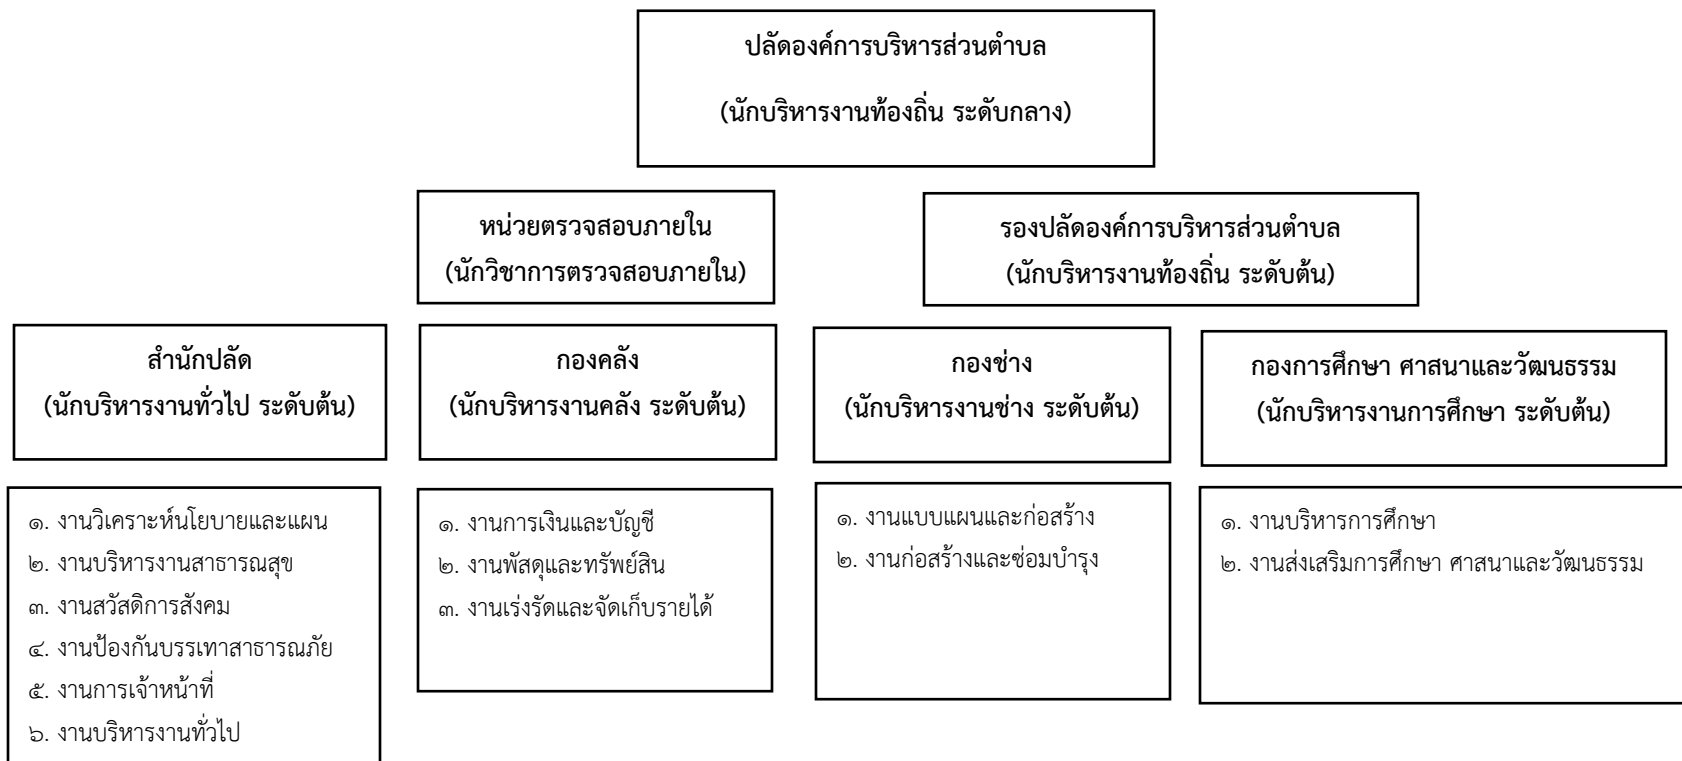 ปลัดองค์การบริหารส่วนตำบล
(นักบริหารงานท้องถิ่น ระดับกลาง)
หน่วยตรวจสอบภายใน
(นักวิชาการตรวจสอบภายใน)
รองปลัดองค์การบริหารส่วนตำบล
(นักบริหารงานท้องถิ่น ระดับต้น)
สำนักปลัด
(นักบริหารงานทั่วไป ระดับต้น)
กองคลัง
(นักบริหารงานคลัง ระดับต้น)
กองช่าง
(นักบริหารงานช่าง ระดับต้น)
กองการศึกษา ศาสนาและวัฒนธรรม
(นักบริหารงานการศึกษา ระดับต้น)
๑. งานวิเคราะห์นโยบายและแผน
๒. งานบริหารงานสาธารณสุข
๓. งานสวัสดิการสังคม
๔. งานป้องกันบรรเทาสาธารณภัย
๕. งานการเจ้าหน้าที่
๖. งานบริหารงานทั่วไป
๑. งานการเงินและบัญชี
๒. งานพัสดุและทรัพย์สิน
๓. งานเร่งรัดและจัดเก็บรายได้
๑. งานแบบแผนและก่อสร้าง
๒. งานก่อสร้างและซ่อมบำรุง
๑. งานบริหารการศึกษา
๒. งานส่งเสริมการศึกษา ศาสนาและวัฒนธรรม